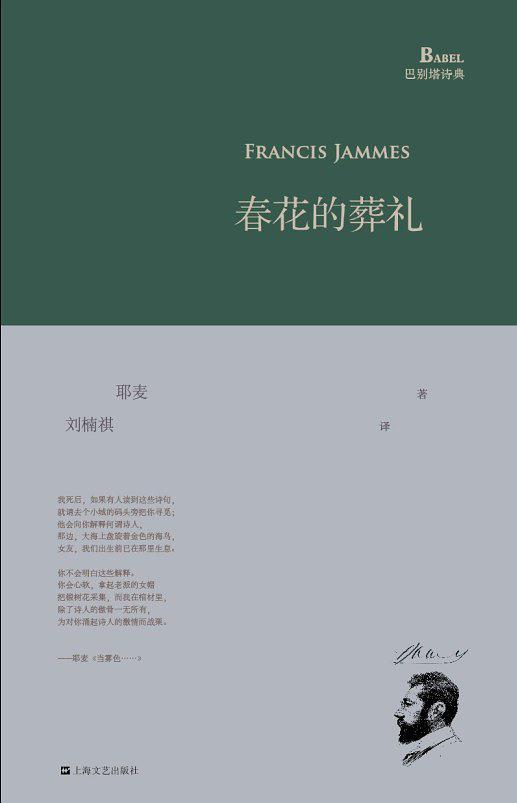 BABEL
巴别塔诗典
FRANCIS JAMMES
春花的葬礼
耶麦 著
刘楠祺 译
我死后，如果有人读到这些诗句，
就请去个小城的码头旁把你寻觅；
他会向你解释何谓诗人，
那边，大海上盘旋着金色的海鸟，
女友，我们出生前已在那里生息。
你不会明白这些解释。
你会心软，拿起老派的女帽
把椴树花采集，而我在棺材里，
除了诗人的傲骨一无所有，
为对你涌起诗人的激情而战栗。
——耶麦《当雾色……》
上海文艺出版社